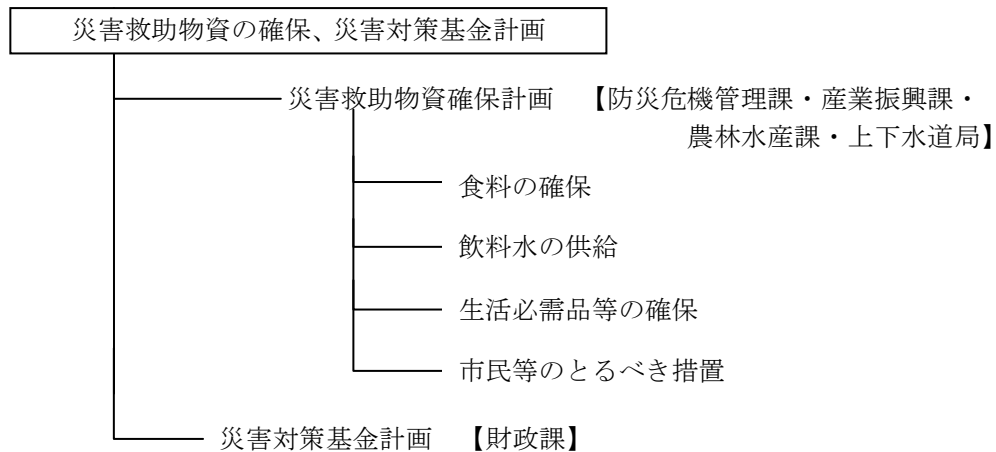 災害救助物資の確保、災害対策基金計画
災害救助物資確保計画　【防災危機管理課・産業振興課・
農林水産課・上下水道局】
食料の確保
飲料水の供給
生活必需品等の確保
市民等のとるべき措置
災害対策基金計画　【財政課】